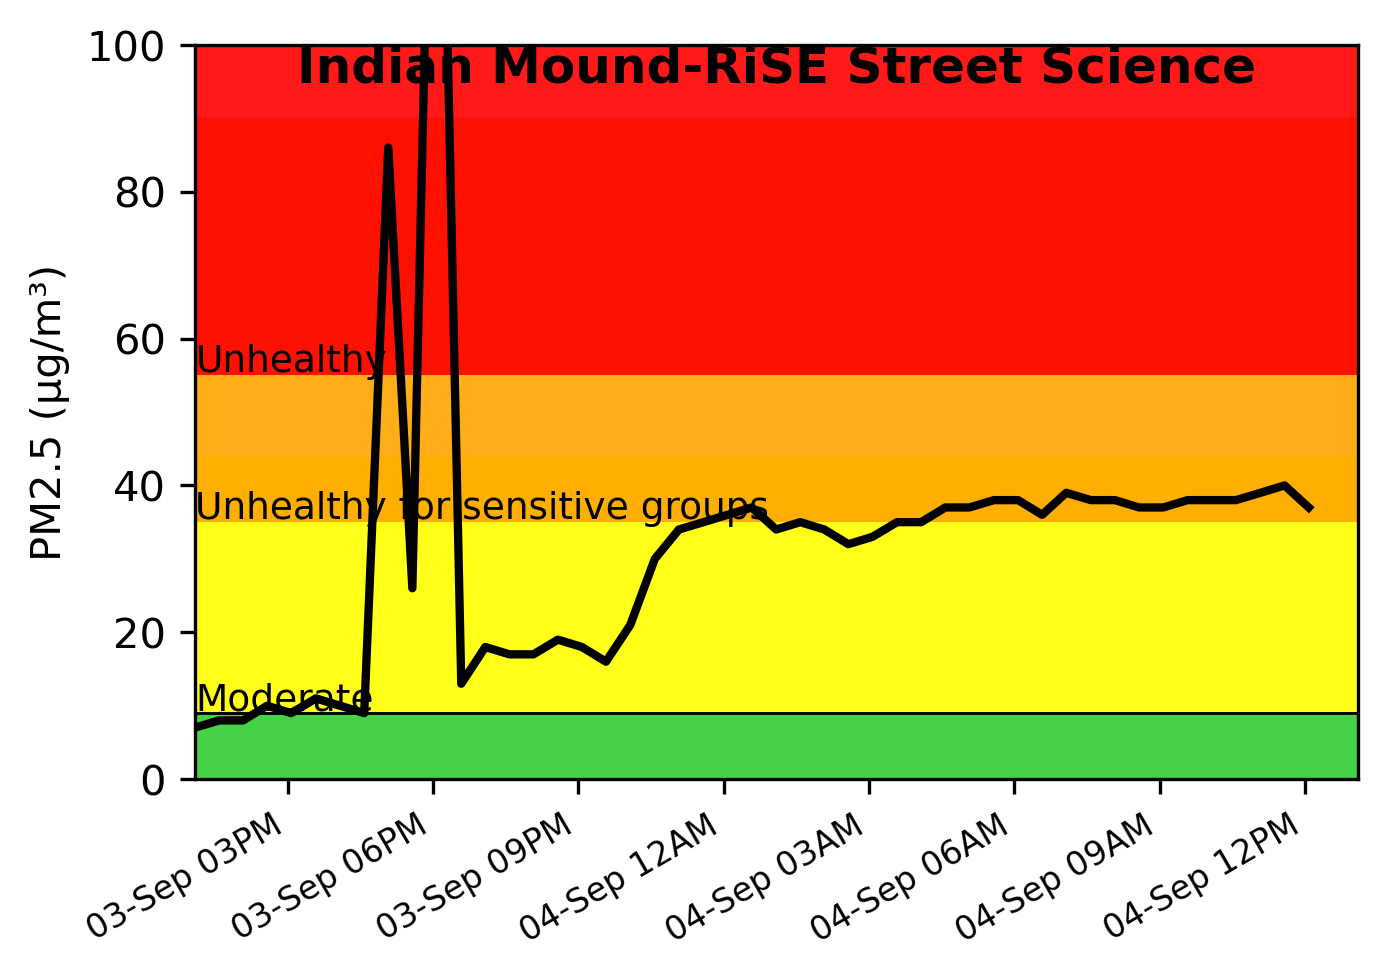 Indian Mound-RiSE Street Science
PM2.5 (μg/m³)
100
80
60
40
20
0
Unhealthy
Unhealthy for sensitive groups
Moderate
03-Sep 03PM
03-Sep 06PM
03-Sep 09PM
04-Sep 12AM
04-Sep 03AM
04-Sep 06AM
04-Sep 09AM
04-Sep 12PM